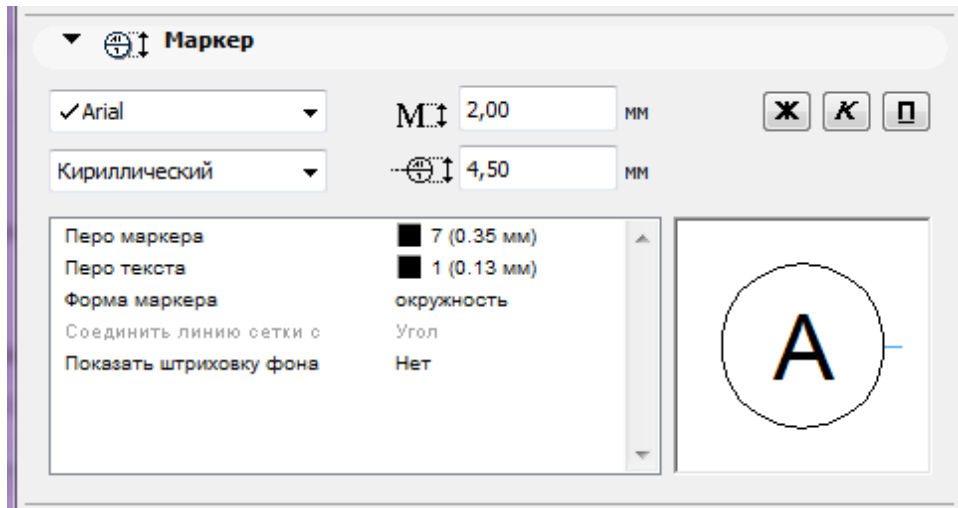 Маркер
Arial
M
2,00
мм
Ж
К
П
Кириллический
4,50
мм
Перо маркера 7 (0.35 мм)
Перо текста 1 (0.13 мм)
Форма маркера окружность
Соединить линию сетки с Угол
Показать штриховку фона Нет
A